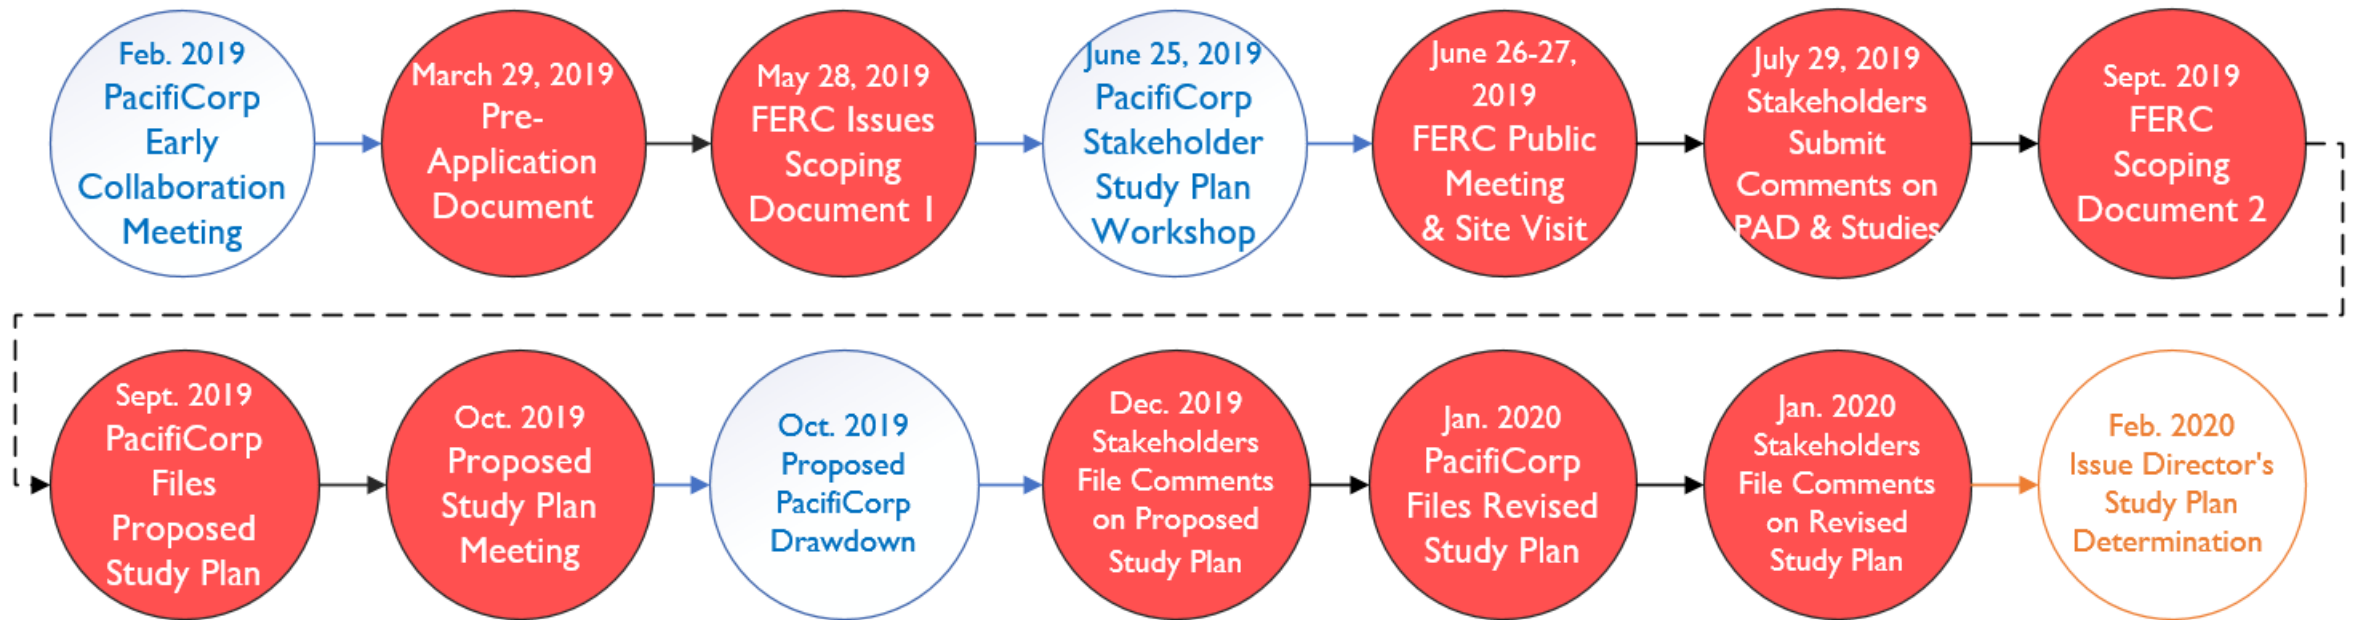 Feb. 2019
PacifiCorp
Early
Collaboration
Meeting
March 29, 2019
Pre-
Application
Document
May 28, 2019
FERC Issues
Scoping
Document 1
June 25, 2019
PacifiCorp
Stakeholder
Study Plan
Workshop
June 26-27,
2019
FERC Public
Meeting
& Site Visit
July 29, 2019
Stakeholders
Submit
Comments on
PAD & Studies
Sept. 2019
FERC
Scoping
Document 2
Sept. 2019
PacifiCorp
Files
Proposed
Study Plan
Oct. 2019
Proposed
Study Plan
Meeting
Oct. 2019
Proposed
PacifiCorp
Drawdown
Dec. 2019
Stakeholders
File Comments
on Proposed
Study Plan
Jan. 2020
PacifiCorp
Files Revised
Study Plan
Jan. 2020
Stakeholders
File Comments
on Revised
Study Plan
Feb. 2020
Issue Director's
Study Plan
Determination